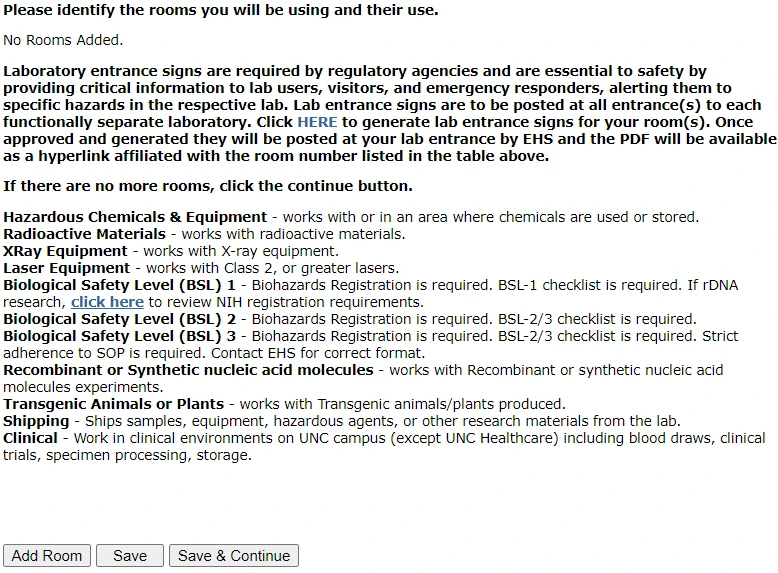 Please identify the rooms you will be using and their use.
No Rooms Added.
Laboratory entrance signs are required by regulatory agencies and are essential to safety by
providing critical information to lab users, visitors, and emergency responders, alerting them to
specific hazards in the respective lab. Lab entrance signs are to be posted at all entrance(s) to each
functionally separate laboratory. Click HERE to generate lab entrance signs for your room(s). Once
approved and generated they will be posted at your lab entrance by EHS and the PDF will be available
as a hyperlink affiliated with the room number listed in the table above.
If there are no more rooms, click the continue button.
Hazardous Chemicals & Equipment - works with or in an area where chemicals are used or stored.
Radioactive Materials - works with radioactive materials.
XRay Equipment - works with X-ray equipment.
Laser Equipment - works with Class 2, or greater lasers.
Biological Safety Level (BSL) 1 - Biohazards Registration is required. BSL-1 checklist is required. If rDNA
research, click here to review NIH registration requirements.
Biological Safety Level (BSL) 2 - Biohazards Registration is required. BSL-2/3 checklist is required.
Biological Safety Level (BSL) 3 - Biohazards Registration is required. BSL-2/3 checklist is required. Strict
adherence to SOP is required. Contact EHS for correct format.
Recombinant or Synthetic nucleic acid molecules - works with Recombinant or synthetic nucleic acid
molecules experiments.
Transgenic Animals or Plants - works with Transgenic animals/plants produced.
Shipping - Ships samples, equipment, hazardous agents, or other research materials from the lab.
Clinical - Work in clinical environments on UNC campus (except UNC Healthcare) including blood draws, clinical
trials, specimen processing, storage.
Add Room Save Save & Continue